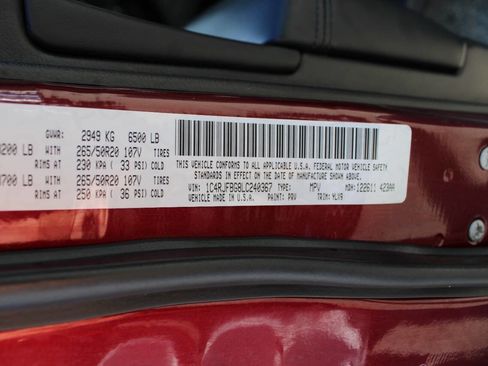 GVWR: 2949 KG 6500 LB
200 LB WITH 265/50R20 107V TIRES
RIMS AT 230 KPA ( 33 PSI) COLD
700 LB WITH 265/50R20 107V TIRES
RIMS AT 250 KPA ( 36 PSI) COLD
THIS VEHICLE CONFORMS TO ALL APPLICABLE U.S.A. FEDERAL MOTOR VEHICLE SAFETY
STANDARDS IN EFFECT ON THE DATE OF MANUFACTURE SHOWN ABOVE.
VIN: 1C4RJFBG8LC240367 TYPE: MPV MDH: 122611 423AA
VEHICLE MADE IN U.S.A. PAINT: PRV TRIM: YLX9